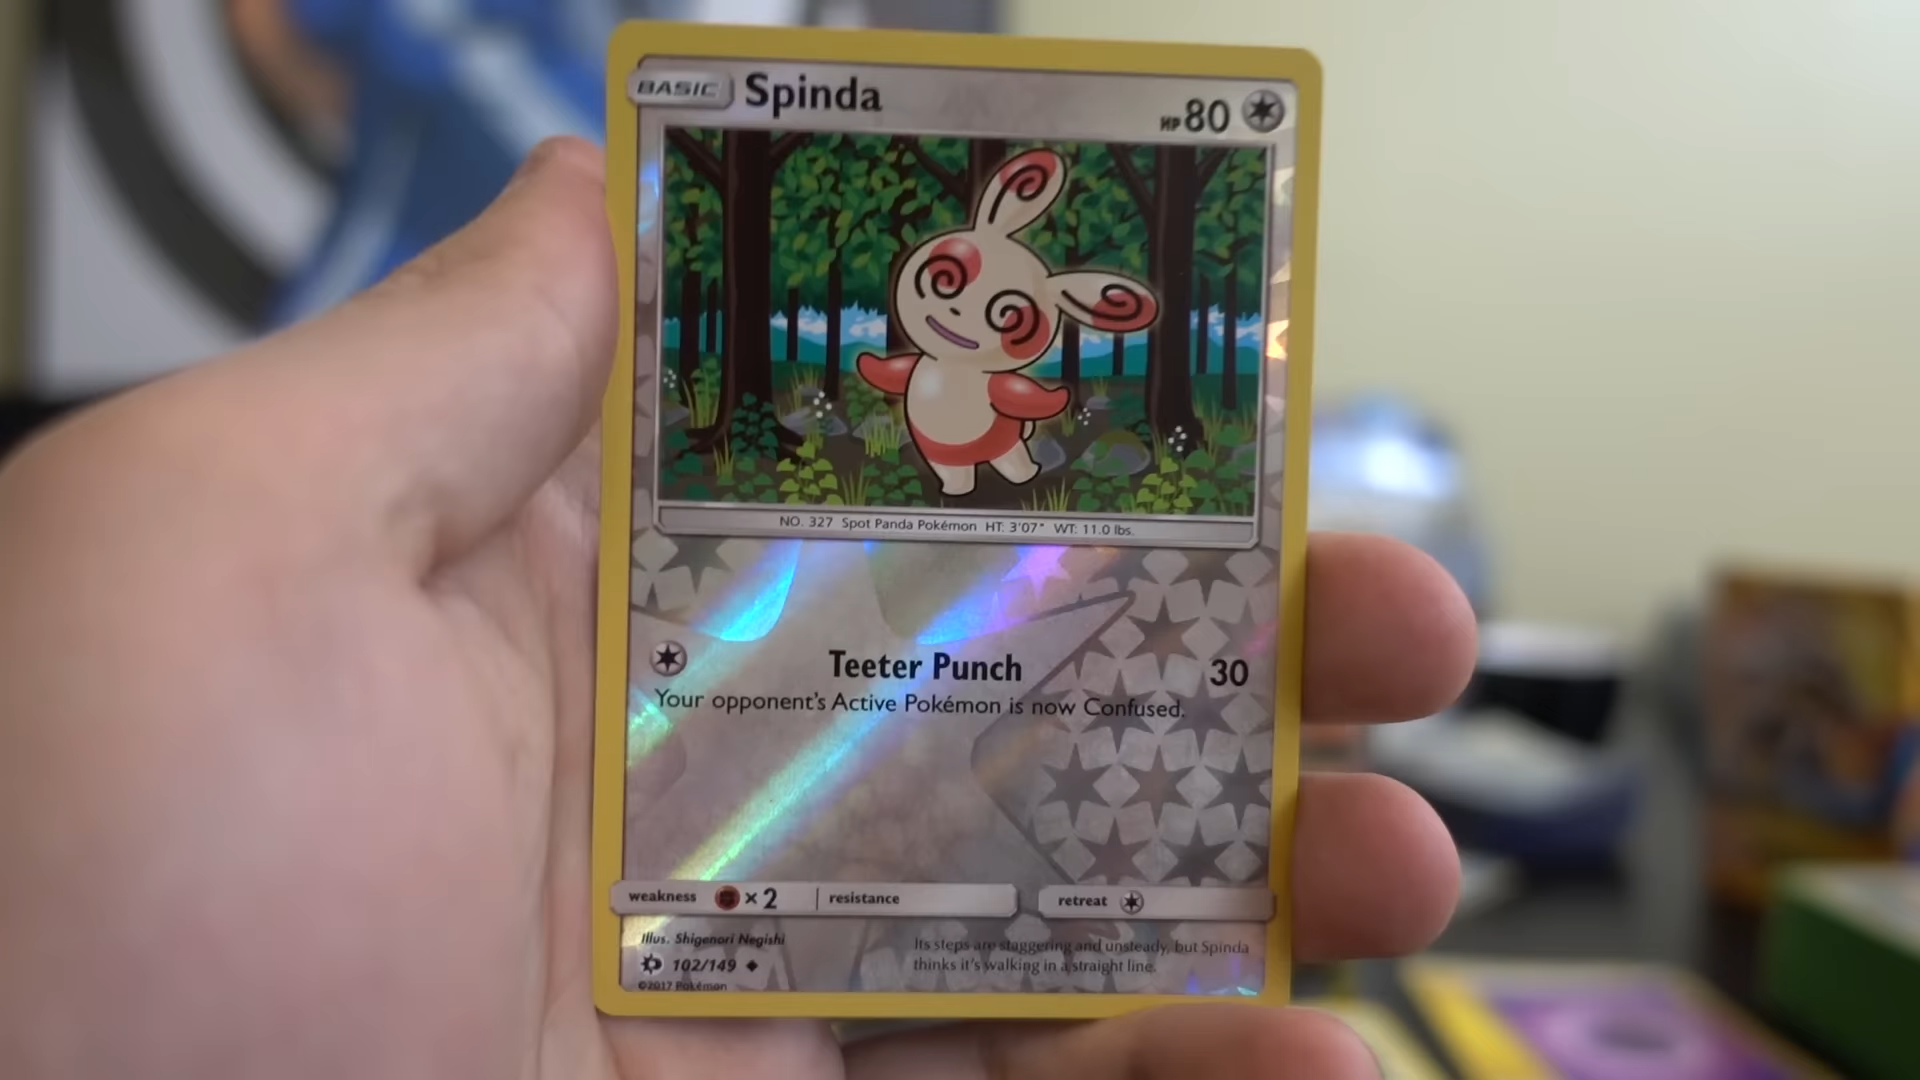 BASIC Spinda HP 80
NO. 327 Spot Panda Pokémon HT: 3'07" WT: 11.0 lbs.
Teeter Punch 30
Your opponent's Active Pokémon is now Confused.
weakness × 2 resistance retreat
Illus. Shigenori Negishi
102/149
©2017 Pokémon
Its steps are staggering and unsteady, but Spinda
thinks it's walking in a straight line.